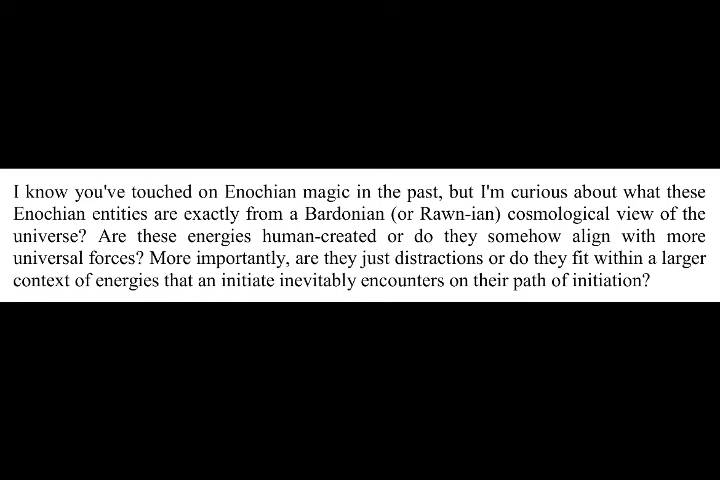 I know you've touched on Enochian magic in the past, but I'm curious about what these
Enochian entities are exactly from a Bardonian (or Rawn-ian) cosmological view of the
universe? Are these energies human-created or do they somehow align with more
universal forces? More importantly, are they just distractions or do they fit within a larger
context of energies that an initiate inevitably encounters on their path of initiation?